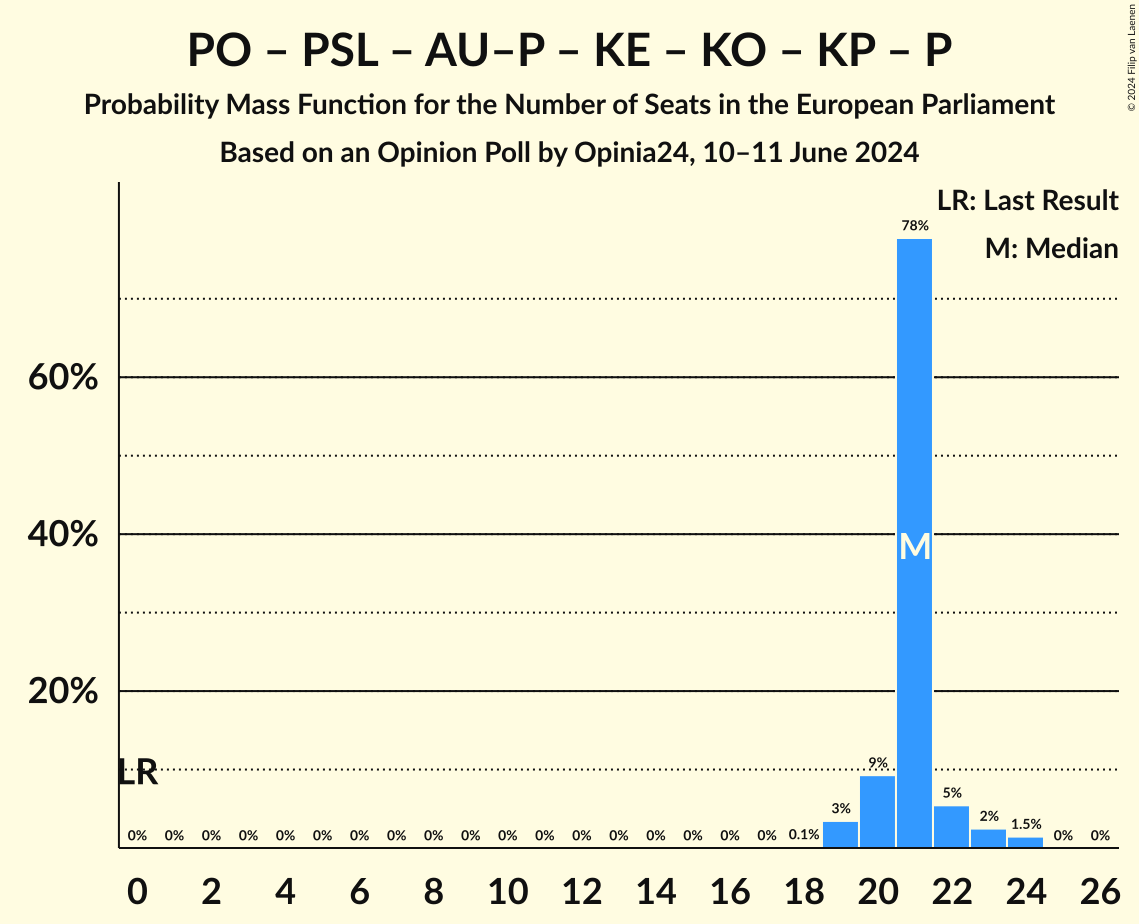 PO – PSL – AU–P – KE – KO – KP – P
Probability Mass Function for the Number of Seats in the European Parliament
Based on an Opinion Poll by Opinia24, 10–11 June 2024
© 2024 Filip van Laenen
LR: Last Result
M: Median
78%
60%
40%
M
20%
LR
0% 0% 0% 0% 0% 0% 0% 0% 0% 0% 0% 0% 0% 0% 0% 0% 0% 0% 0.1% 3% 9% 5% 2% 1.5% 0% 0%
0 2 4 6 8 10 12 14 16 18 20 22 24 26